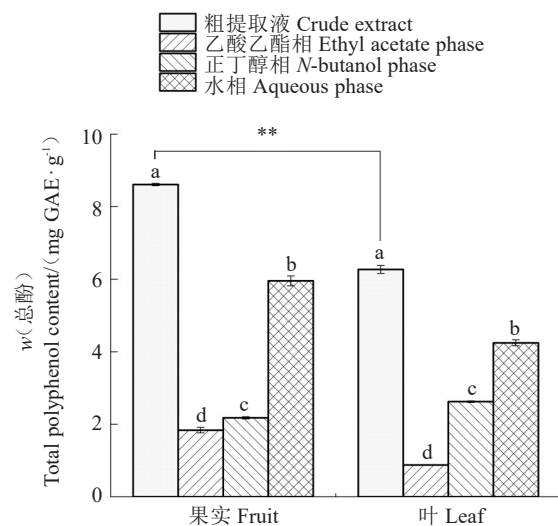 粗提取液 Crude extract
乙酸乙酯相 Ethyl acetate phase
正丁醇相 N-butanol phase
水相 Aqueous phase
w(总酚)
Total polyphenol content/(mg GAE·g⁻¹)
10
8
6
4
2
0
**
a
d
c
b
a
d
c
b
果实 Fruit
叶 Leaf